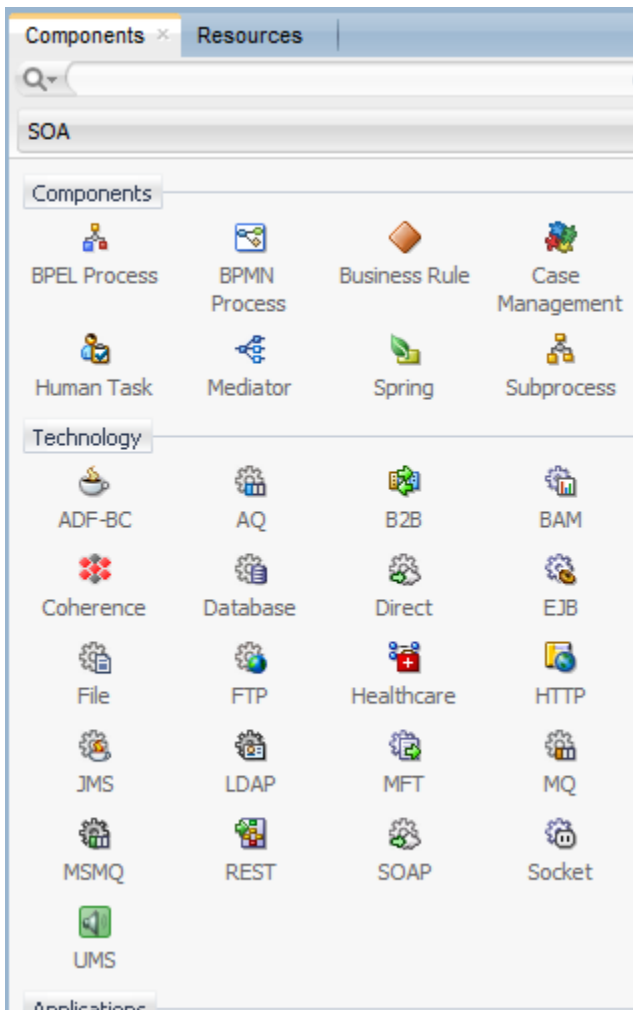 Components Resources
SOA
Components
BPEL Process BPMN Process Business Rule Case Management
Human Task Mediator Spring Subprocess
Technology
ADF-BC AQ B2B BAM
Coherence Database Direct EJB
File FTP Healthcare HTTP
JMS LDAP MFT MQ
MSMQ REST SOAP Socket
UMS
Applications